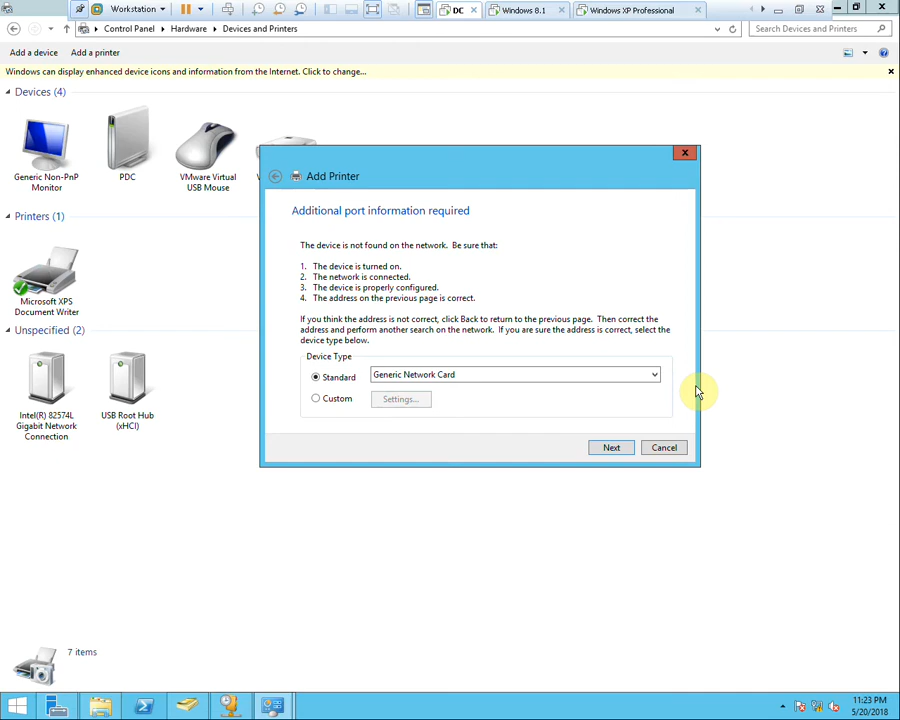 Workstation
DC
Windows 8.1
Windows XP Professional
Control Panel
Hardware
Devices and Printers
Search Devices and Printers
Add a device
Add a printer
Windows can display enhanced device icons and information from the Internet. Click to change...
Devices (4)
Generic Non-PnP
Monitor
PDC
VMware Virtual
USB Mouse
Printers (1)
Microsoft XPS
Document Writer
Unspecified (2)
Intel(R) 82574L
Gigabit Network
Connection
USB Root Hub
(xHCI)
Add Printer
Additional port information required
The device is not found on the network. Be sure that:
1. The device is turned on.
2. The network is connected.
3. The device is properly configured.
4. The address on the previous page is correct.
If you think the address is not correct, click Back to return to the previous page. Then correct the
address and perform another search on the network. If you are sure the address is correct, select the
device type below.
Device Type
Standard
Generic Network Card
Custom
Settings...
Next
Cancel
7 items
11:23 PM
5/20/2018